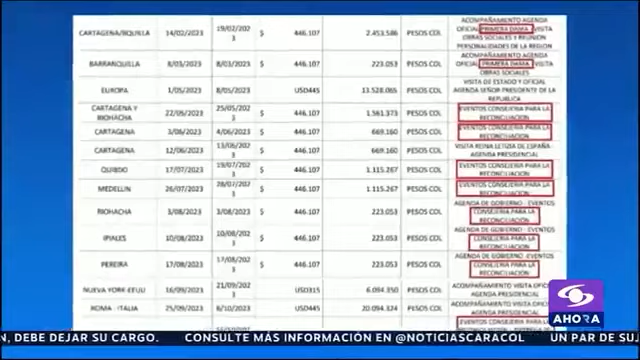 ACOMPAÑAMIENTO AGENDA
CARTAGENA/BQUILLA 14/02/2023 19/02/2023 $ 446.107 2.453.586 PESOS COL OFICIAL PRIMERA DAMA - VISITA
OBRAS SOCIALES Y REUNION
PERSONALIDADES DE LA REGION
ACOMPAÑAMIENTO AGENDA
BARRANQUILLA 8/03/2023 8/03/2023 $ 446.107 223.053 PESOS COL OFICIAL PRIMERA DAMA - VISITA
OBRAS SOCIALES
VISITA DE ESTADO Y OFICIAL
EUROPA 1/05/2023 8/05/2023 USD445 13.528.065 PESOS COL AGENDA SEÑOR PRESIDENTE DE LA
REPUBLICA
CARTAGENA Y RIOHACHA 22/05/2023 25/05/2023 $ 446.107 1.561.373 PESOS COL EVENTOS CONSEJERIA PARA LA
RECONCILIACION
CARTAGENA 3/06/2023 4/06/2023 $ 446.107 669.160 PESOS COL EVENTOS CONSEJERIA PARA LA
RECONCILIACION
CARTAGENA 12/06/2023 13/06/2023 $ 446.107 669.160 PESOS COL VISITA REINA LETIZIA DE ESPAÑA -
AGENDA PRESIDENCIAL
QUIBDO 17/07/2023 19/07/2023 $ 446.107 1.115.267 PESOS COL EVENTOS CONSEJERIA PARA LA
RECONCILIACION
MEDELLIN 26/07/2023 28/07/2023 $ 446.107 1.115.267 PESOS COL EVENTOS CONSEJERIA PARA LA
RECONCILIACION
AGENDA DE GOBIERNO - EVENTOS
RIOHACHA 3/08/2023 3/08/2023 $ 446.107 223.053 PESOS COL CONSEJERIA PARA LA
RECONCILIACION
AGENDA DE GOBIERNO - EVENTOS
IPIALES 10/08/2023 10/08/2023 $ 446.107 223.053 PESOS COL CONSEJERIA PARA LA
RECONCILIACION
AGENDA DE GOBIERNO -EVENTOS
PEREIRA 17/08/2023 17/08/2023 $ 446.107 223.053 PESOS COL CONSEJERIA PARA LA
RECONCILIACION
NUEVA YORK-EEUU 16/09/2023 21/09/2023 USD315 6.094.350 PESOS COL ACOMPAÑAMIENTO VISITA OFICIAL
AGENDA PRESIDENCIAL
ROMA - ITALIA 25/09/2023 8/10/2023 USD445 20.094.324 PESOS COL ACOMPAÑAMIENTO VISITA
AGENDA PRESIDENCIAL
EVENTOS CONSEJERIA PARA LA
AHORA
N, DEBE DEJAR SU CARGO. CONSULTE MÁS INFORMACIÓN EN @NOTICIASCARACOL UN PAR DE SU